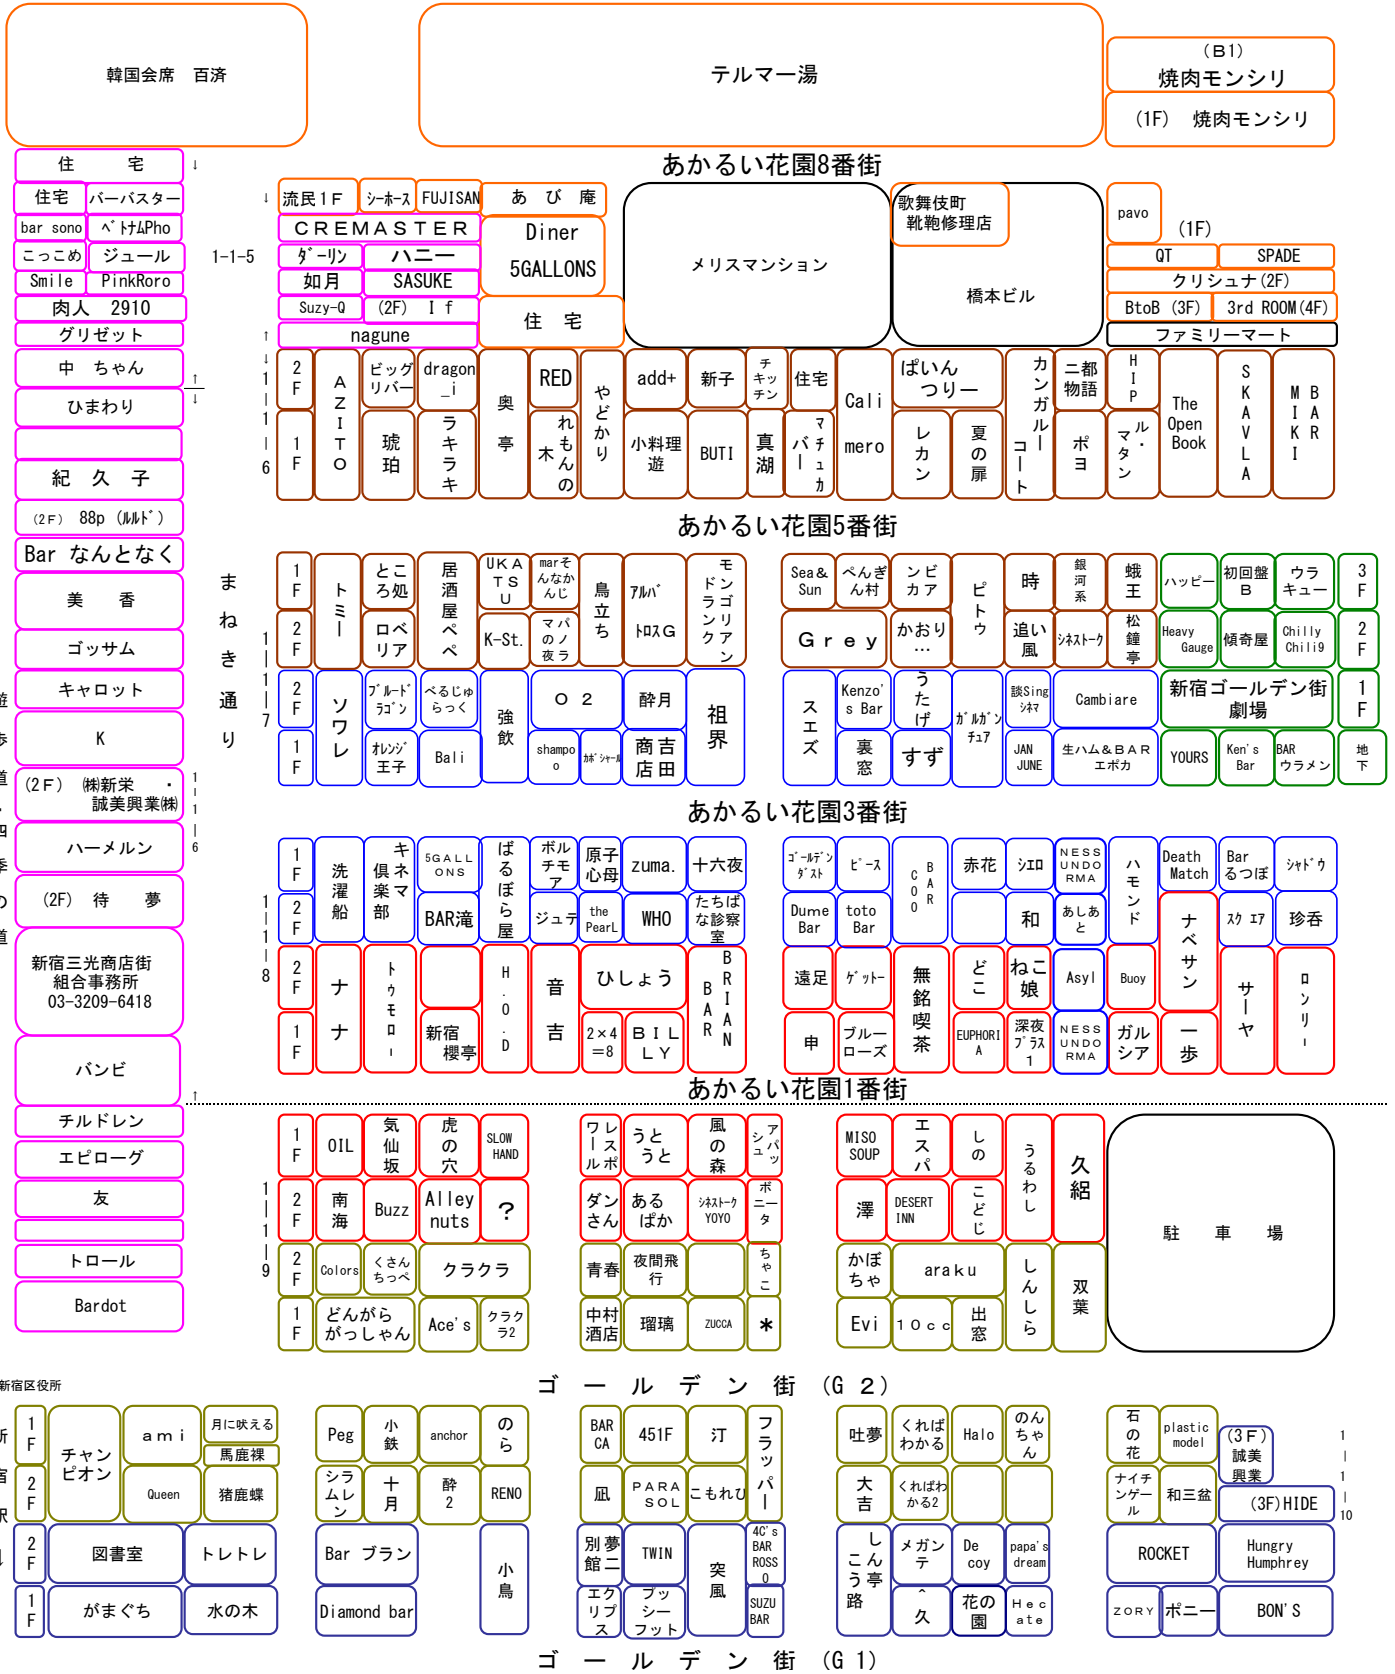 韓国会席　百済
テルマー湯
（Ｂ１）
焼肉モンシリ
(1F)　焼肉モンシリ
あかるい花園8番街
住　　宅
住宅
バーバスター
bar sono
ﾍﾞﾄﾅﾑPho
こっこめ
ジュール
Smile
PinkRoro
肉人　2910
グリゼット
中 ちゃん
ひまわり
紀　久　子
（2F） 88p（ﾙﾙﾄﾞ）
Bar なんとなく
美　　香
ゴッサム
キャロット
K
(2F)　㈱新栄　・
誠美興業㈱
ハーメルン
(2F)　待　　夢
新宿三光商店街
組合事務所
03-3209-6418
バンビ
チルドレン
エピローグ
友
トロール
Bardot
1-1-5
流民１Ｆ
ｼｰﾎｰｽ
FUJISAN
あ　び　庵
ＣＲＥＭＡＳＴＥＲ
ﾀﾞｰﾘﾝ
ハニー
如月
SASUKE
Suzy-Q
(2F)　Ｉｆ
nagune
Diner
5GALLONS
住　宅
メリスマンション
歌舞伎町
靴鞄修理店
橋本ビル
pavo
(1F)
QT
SPADE
クリシュナ(2F)
BtoB (3F)
3rd ROOM(4F)
ファミリーマート
1-1-6
2F
1F
AZITO
ビッグリバー
琥珀
dragon_i
ラキラキ
奥亭
RED
れもんの木
やどかり
add+
小料理遊
新子
BUTI
チキッチン
真湖
住宅
マチュカバー
Calimero
ぱいんつりー
レカン
夏の扉
カンガルーコート
ニ都物語
ポヨ
HIP
ル・マタン
The Open Book
SKAVLA
BAR MIKI
あかるい花園5番街
まねき通り
1-1-7
1F
2F
トミー
ところ処
ロベリア
居酒屋ぺぺ
UKATSU
K-St.
marそんなかんじ
パパのノマ夜ラ
鳥立ち
ｱﾙﾊﾞﾄﾛｽG
モンゴリアンドランク
Sea＆Sun
ぺんぎん村
ンビカア
Ｇｒｅｙ
かおり…
ピトウ
時
追い風
銀河系
ｼﾈｽﾄｰｸ
蛾王
松鐘亭
ハッピー
初回盤B
ウラキュー
3F
Heavy Gauge
傾奇屋
Chilly Chili9
2F
2F
1F
ソワレ
ﾌﾞﾙｰﾄﾞﾗｺﾞﾝ
ｵﾚﾝｼﾞ王子
べるじゅらっく
Bali
強飲
Ｏ２
shampoo
ｶﾎﾞｼｬｰﾙ
酔月
吉田商店
祖界
スエズ
Kenzo's Bar
裏窓
うたげ
すず
ｶﾞﾙｶﾞﾝﾁｭｱ
談Singｼﾈﾏ
JAN JUNE
Cambiare
生ハム＆ＢＡＲ
エポカ
新宿ゴールデン街
劇場
1F
YOURS
Ken's Bar
BAR ウラメン
地下
あかるい花園3番街
1-1-8
1F
2F
洗濯船
キネマ倶楽部
5GALLONS
BAR滝
ばるぼら屋
ボルチモア
ジュテ
原子心母
the PearL
zuma.
WHO
十六夜
たちばな診察室
ｺﾞｰﾙﾃﾞﾝﾀﾞｽﾄ
ﾋﾟｰｽ
Dume Bar
toto Bar
BAR COO
赤花
ｼｴﾛ
和
NESSUNDORMA
あしあと
ハモンド
Death Match
Bar るつぼ
ｼｬﾄﾞｳ
ｽｸ ｴｱ
珍呑
2F
1F
ナナ
トゥモロー
新宿櫻亭
H.O.D
音吉
ひしょう
2×4＝8
BILLY
BRIAN BAR
遠足
ｹﾞｯﾄｰ
申
ブルーローズ
無銘喫茶
どこ
EUPHORIA
ねこ娘
深夜ﾌﾟﾗｽ1
Asyl
NESSUNDORMA
Buoy
ガルシア
ナベサン
一歩
サーヤ
ロンリー
あかるい花園1番街
1-1-9
1F
2F
OIL
南海
気仙坂
Buzz
虎の穴
Alley nuts
SLOW HAND
？
レスポワール
ダンさん
うとうと
あるぱか
風の森
ｼﾈｽﾄｰｸYOYO
アパッシュ
ボニータ
MISO SOUP
澤
エスパ
DESERT INN
しの
こどじ
うるわし
久絽
駐　車　場
2F
1F
Colors
くさんちっぺ
クラクラ
どんがらがっしゃん
Ace's
クラクラ2
青春
中村酒店
夜間飛行
瑠璃
ZUCCA
ちゃこ
＊
かぼちゃ
Evi
araku
１０ｃｃ
出窓
しんしら
双葉
ゴ　ー　ル　デ　ン　街　(Ｇ ２)
新宿区役所
1F
2F
チャンピオン
ａｍｉ
Queen
月に吠える
馬鹿裸
猪鹿蝶
Peg
シラムレン
小鉄
十月
anchor
酔2
のら
RENO
BAR CA
凪
451F
PARASOL
汀
こもれび
フラッパー
吐夢
大吉
くればわかる
くればわかる2
Halo
のんちゃん
石の花
ナイチンゲール
plastic model
和三盆
(3F)誠美興業
(3F)HIDE
1-1-10
2F
1F
図書室
トレトレ
がまぐち
水の木
Bar ブラン
Diamond bar
小鳥
夢二別館
エクリプス
TWIN
プッシーフット
突風
4C's BAR ROSSO
SUZU BAR
しん亭こう路
メガンテ
^久
De coy
花の園
papa's dream
Hecate
ROCKET
Hungry Humphrey
ZORY
ポニー
BON'S
ゴ　ー　ル　デ　ン　街　(Ｇ 1)